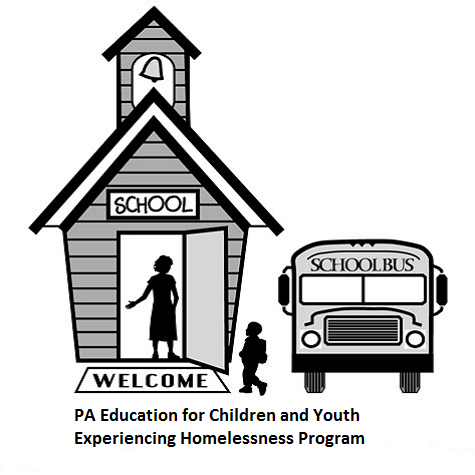 SCHOOL
SCHOOLBUS
WELCOME
PA Education for Children and Youth
Experiencing Homelessness Program